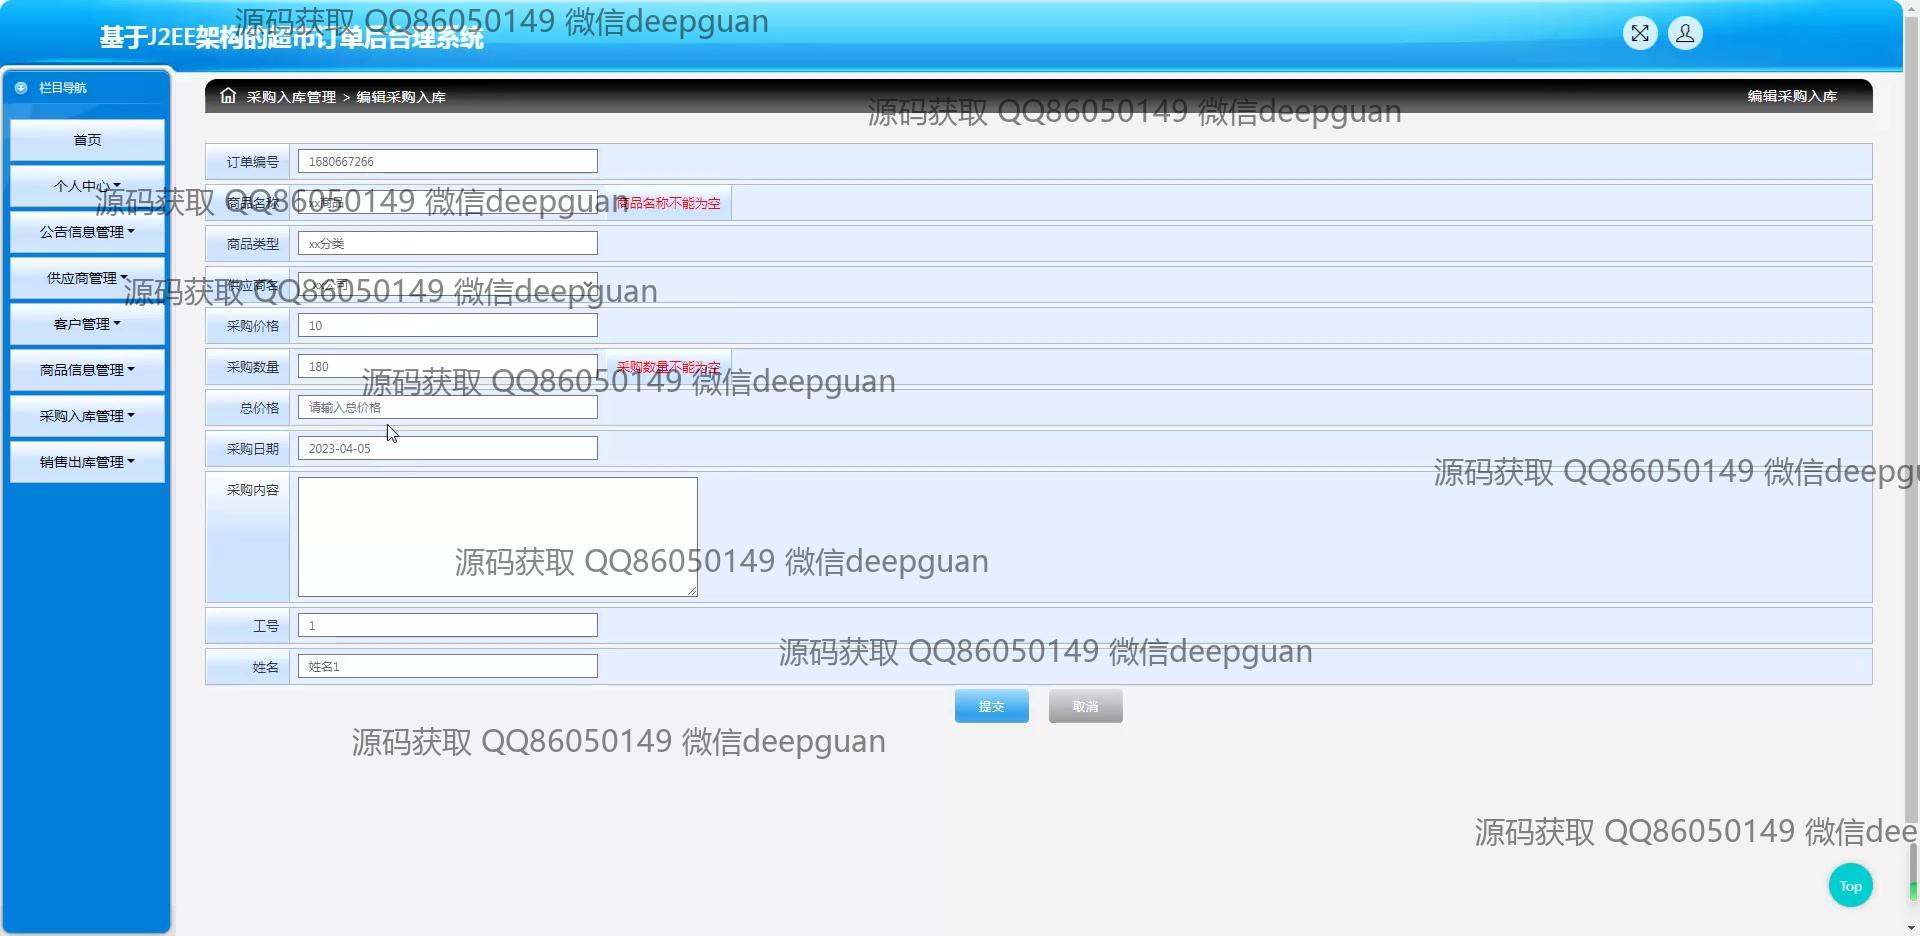 基于J2EE架构的超市订单后台理系统
源码获取 QQ86050149 微信deepguan
栏目导航
首页
个人中心
公告信息管理
供应商管理
客户管理
商品信息管理
采购入库管理
销售出库管理
采购入库管理 > 编辑采购入库
编辑采购入库
源码获取 QQ86050149 微信deepguan
订单编号 1680667266
商品名称 xx商品 商品名称不能为空
源码获取 QQ86050149 微信deepguan
商品类型 xx分类
供应商名 xx公司
源码获取 QQ86050149 微信deepguan
采购价格 10
采购数量 180 采购数量不能为空
源码获取 QQ86050149 微信deepguan
总价格 请输入总价格
采购日期 2023-04-05
源码获取 QQ86050149 微信deepgu
采购内容
源码获取 QQ86050149 微信deepguan
工号 1
源码获取 QQ86050149 微信deepguan
姓名 姓名1
提交 取消
源码获取 QQ86050149 微信deepguan
源码获取 QQ86050149 微信dee
Top